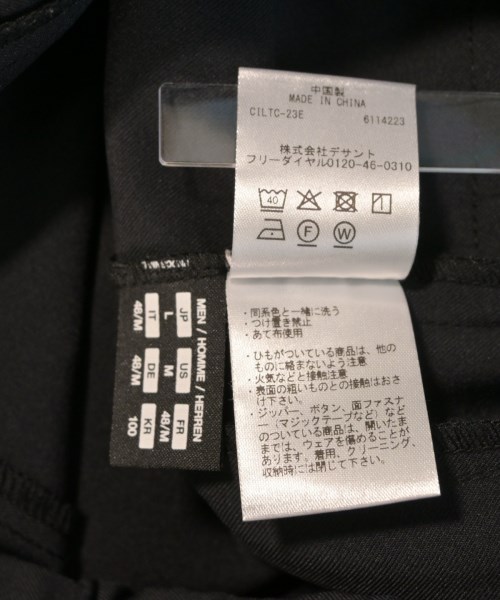 中国製
MADE IN CHINA
CILTC-23E 6114223
株式会社デサント
フリーダイヤル0120-46-0310
40
F W
・同系色と一緒に洗う
・つけ置き禁止
・あて布使用
・ひもがついている商品は、他の
ものに絡まないよう注意
・火気などと接触注意
・表面の粗いものとの接触はおさ
け下さい。
・ジッパー、ボタン、面ファスナ
ー（マジックテープなど）など
のついている商品は、開いたまの
までは、ウェアを傷めることが
あります。着用、クリーニング、
収納時には閉じて下さい。
MEN / HOMME / HERREN
JP US FR
L M 48/M
IT DE KR
48/M 48/M 100